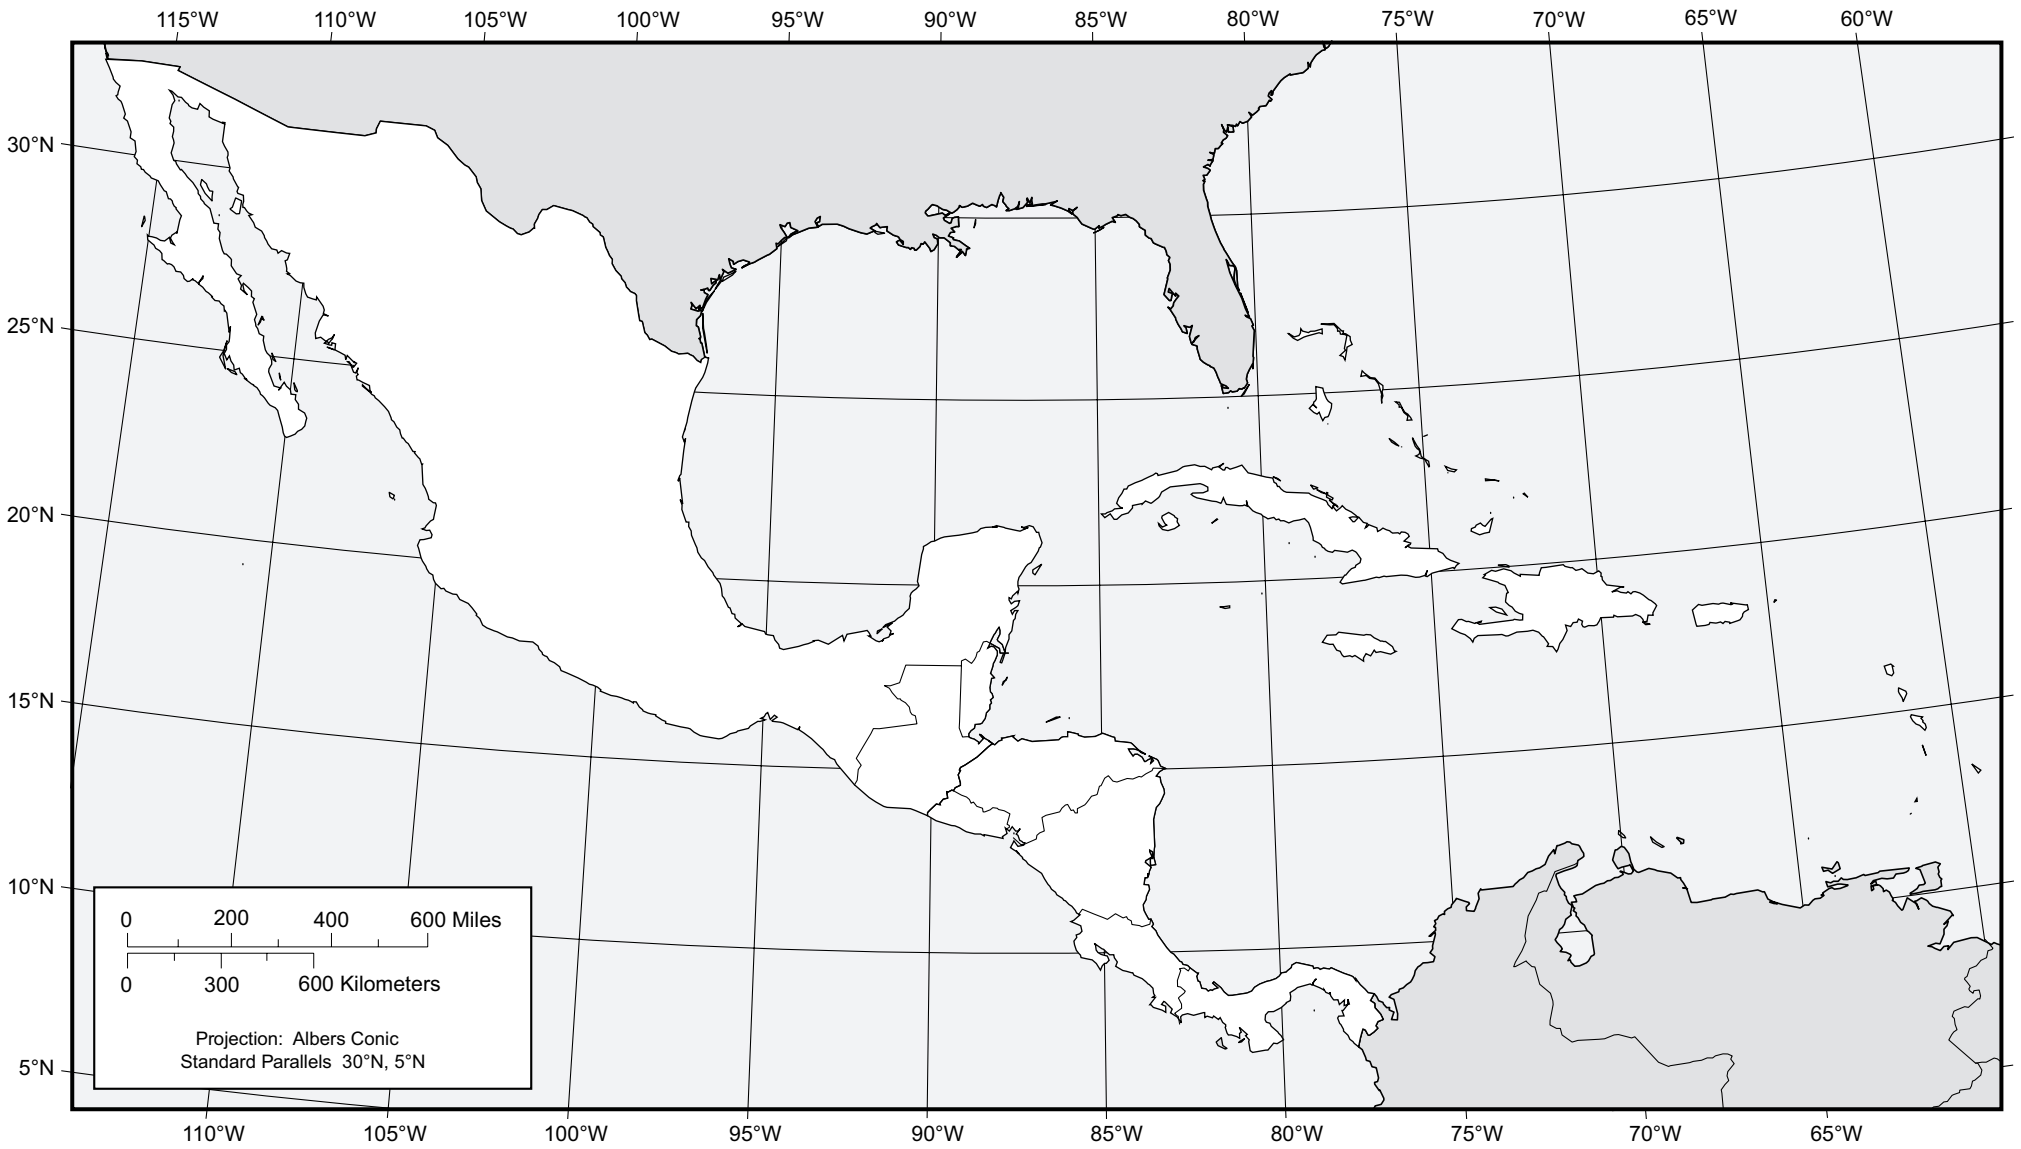 115°W 110°W 105°W 100°W 95°W 90°W 85°W 80°W 75°W 70°W 65°W 60°W
30°N
25°N
20°N
15°N
10°N
5°N
0 200 400 600 Miles
0 300 600 Kilometers
Projection: Albers Conic
Standard Parallels 30°N, 5°N
110°W 105°W 100°W 95°W 90°W 85°W 80°W 75°W 70°W 65°W